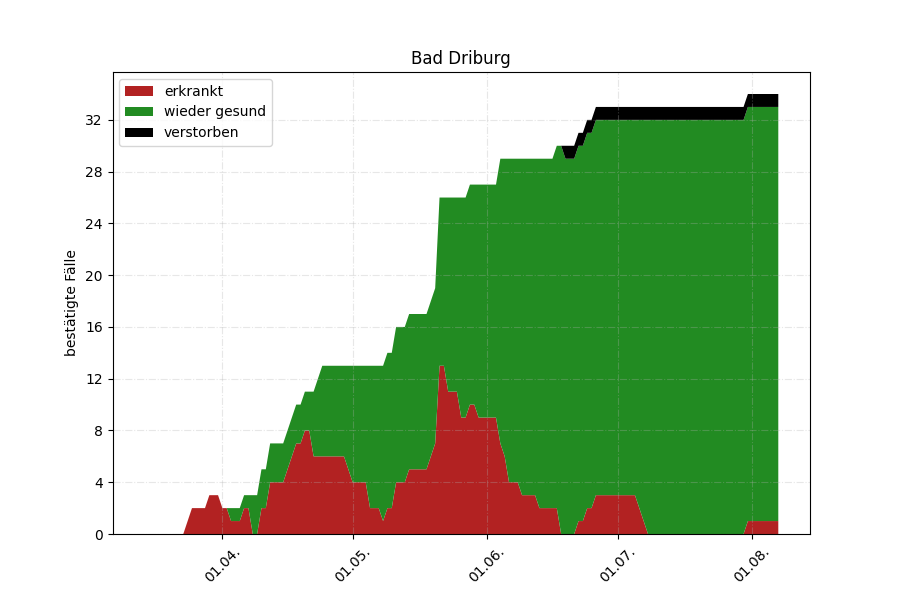 Bad Driburg
erkrankt
wieder gesund
verstorben
bestätigte Fälle
32
28
24
20
16
12
8
4
0
01.04.
01.05.
01.06.
01.07.
01.08.